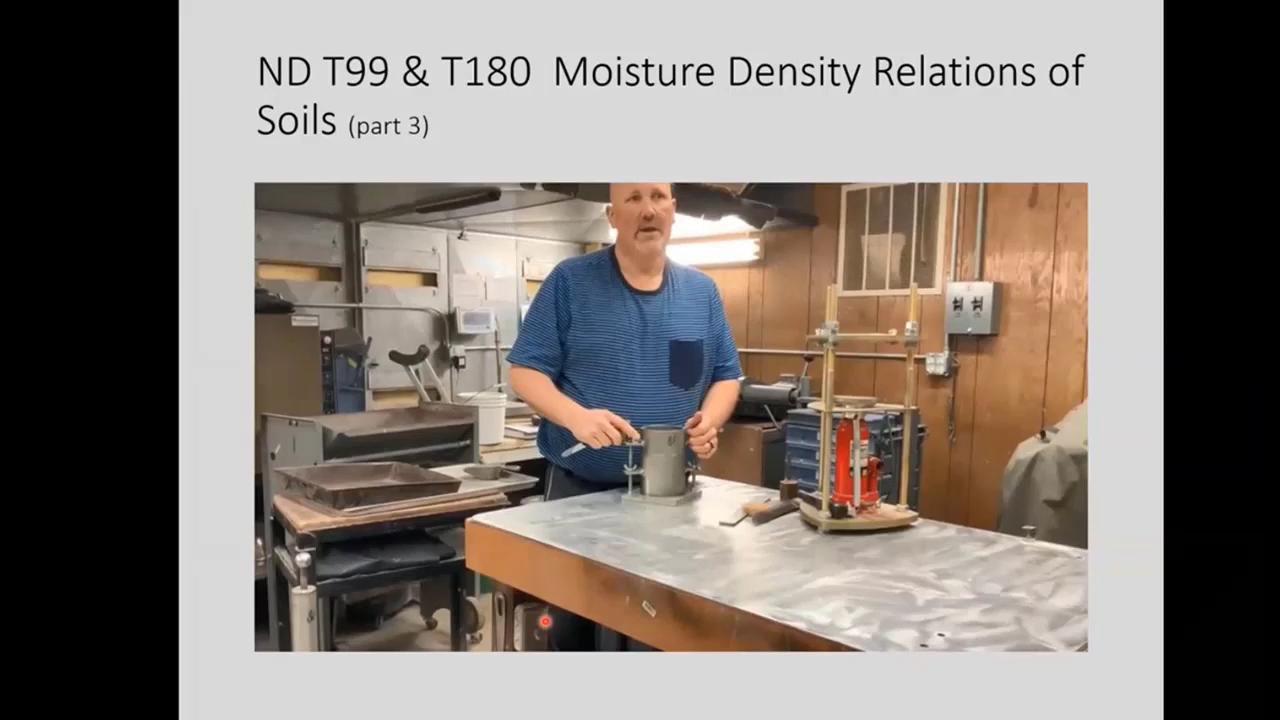 ND T99 & T180  Moisture Density Relations of
Soils (part 3)